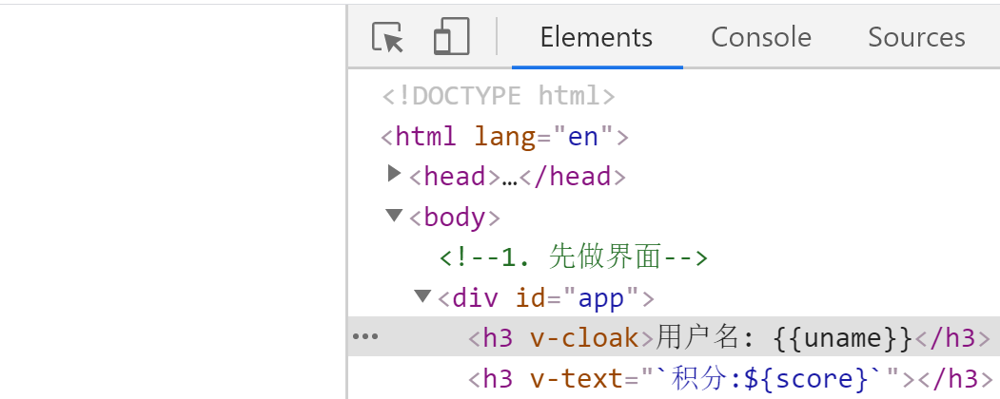 Elements Console Sources
<!DOCTYPE html>
<html lang="en">
<head>…</head>
<body>
<!--1. 先做界面-->
<div id="app">
<h3 v-cloak>用户名: {{uname}}</h3>
<h3 v-text="`积分:${score}`"></h3>